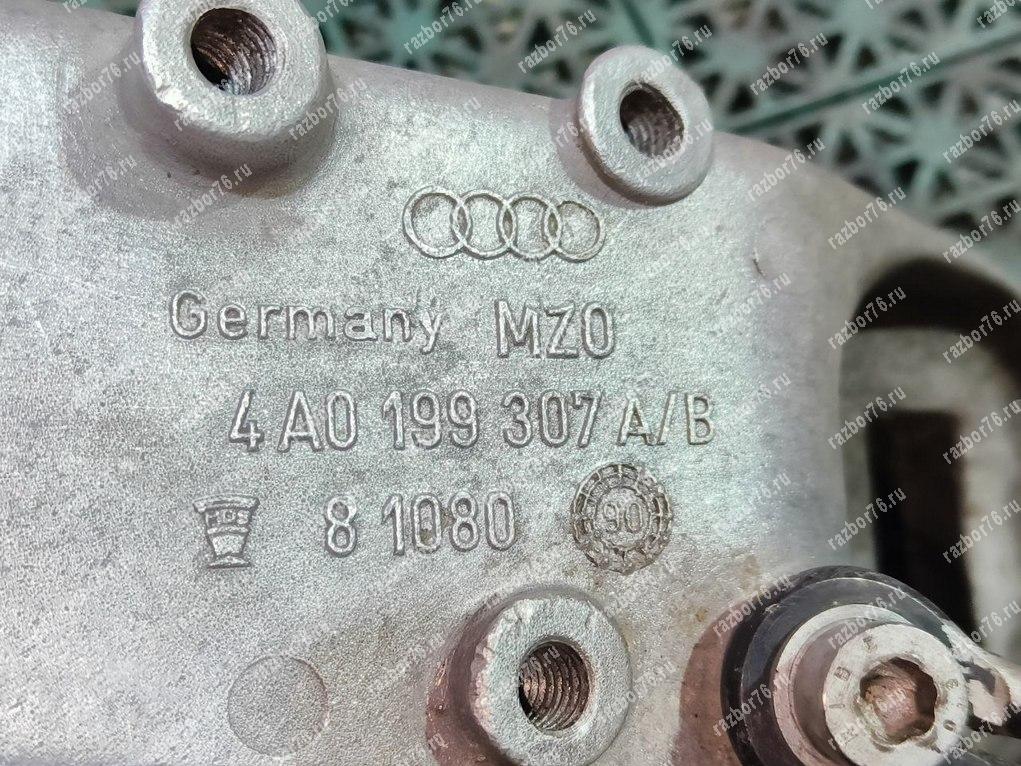 Germany MZO
4A0 199 307 A/B
8 1080
90
razbor76.ru